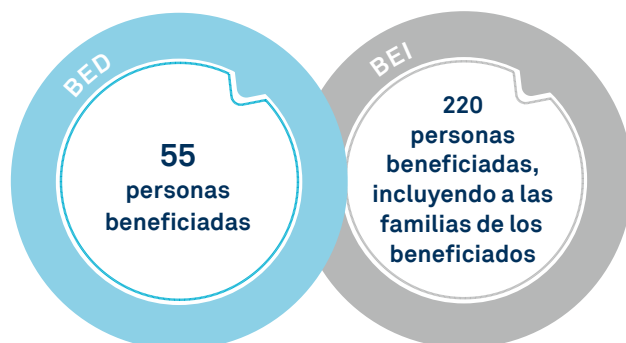 BED
55
personas
beneficiadas
BEI
220
personas
beneficiadas,
incluyendo a las
familias de los
beneficiados